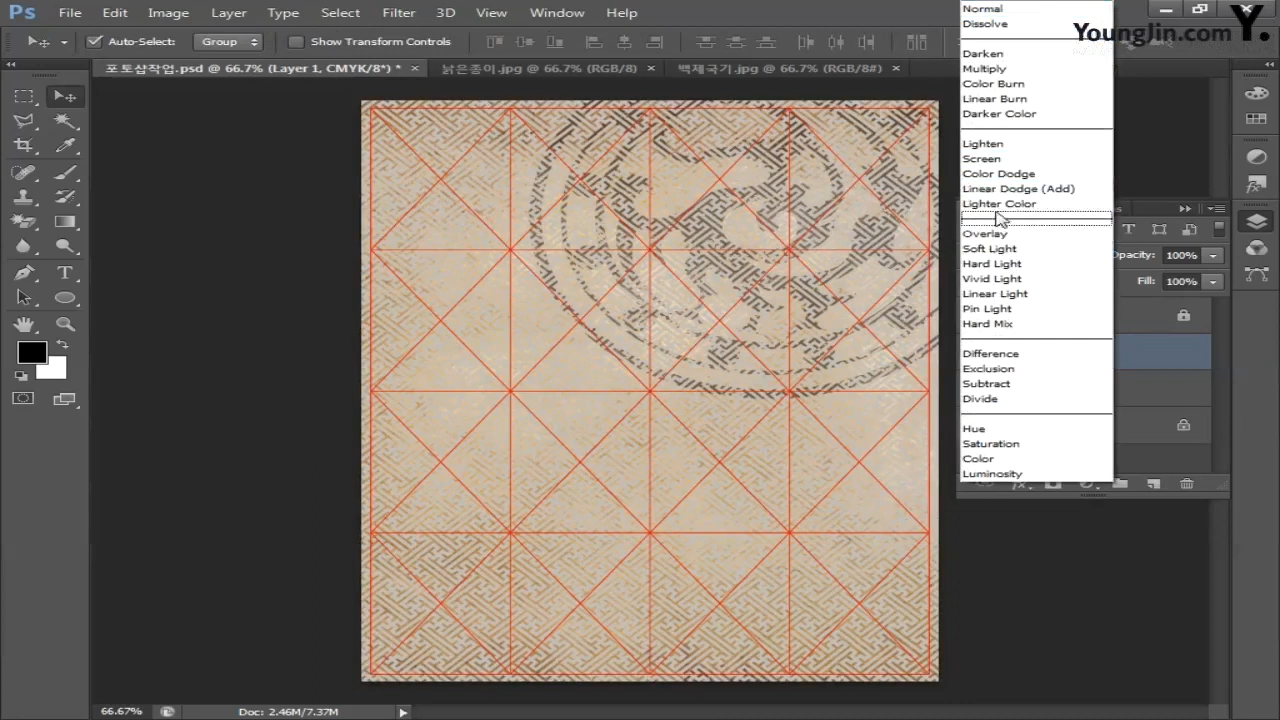 Ps File Edit Image Layer Type Select Filter 3D View Window Help
YoungJin.com Y.
Auto-Select: Group Show Transform Controls
포토샵작업.psd @ 66.7% (Layer 1, CMYK/8*) * × 낡은종이.jpg @ 66.7% (RGB/8) × 백제국기.jpg @ 66.7% (RGB/8#) ×
Normal
Dissolve
Darken
Multiply
Color Burn
Linear Burn
Darker Color
Lighten
Screen
Color Dodge
Linear Dodge (Add)
Lighter Color
Overlay
Soft Light
Hard Light
Vivid Light
Linear Light
Pin Light
Hard Mix
Difference
Exclusion
Subtract
Divide
Hue
Saturation
Color
Luminosity
Opacity: 100%
Fill: 100%
66.67% Doc: 2.46M/7.37M